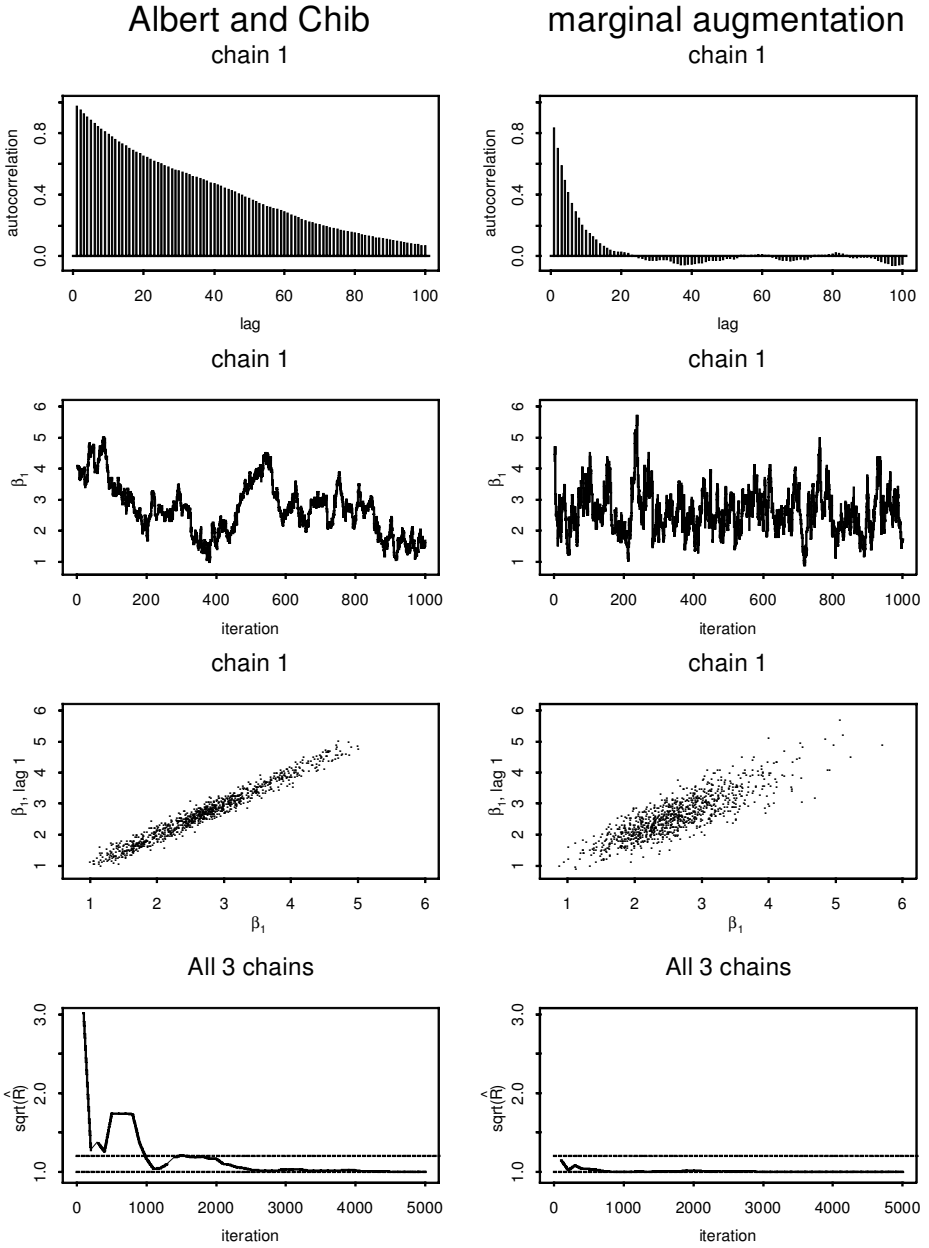 Albert and Chib
marginal augmentation
chain 1
chain 1
autocorrelation
0.0 0.4 0.8
0 20 40 60 80 100
lag
autocorrelation
0.0 0.4 0.8
0 20 40 60 80 100
lag
chain 1
chain 1
β1
1 2 3 4 5 6
0 200 400 600 800 1000
iteration
β1
1 2 3 4 5 6
0 200 400 600 800 1000
iteration
chain 1
chain 1
β1, lag 1
1 2 3 4 5 6
1 2 3 4 5 6
β1
β1, lag 1
1 2 3 4 5 6
1 2 3 4 5 6
β1
All 3 chains
All 3 chains
sqrt(R̂)
1.0 2.0 3.0
0 1000 2000 3000 4000 5000
iteration
sqrt(R̂)
1.0 2.0 3.0
0 1000 2000 3000 4000 5000
iteration